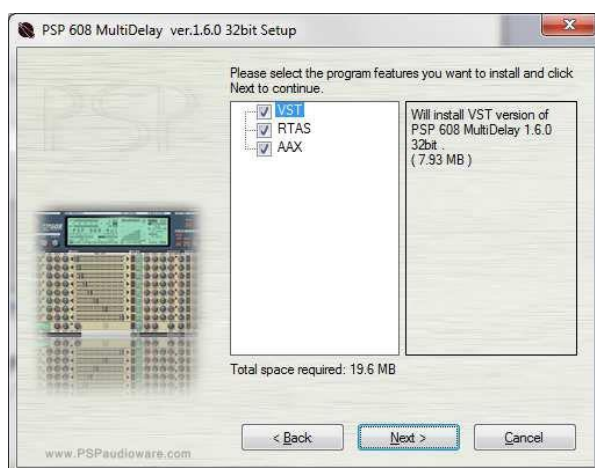 PSP 608 MultiDelay ver.1.6.0 32bit Setup
Please select the program features you want to install and click
Next to continue.
VST
RTAS
AAX
Will install VST version of
PSP 608 MultiDelay 1.6.0
32bit .
( 7.93 MB )
Total space required: 19.6 MB
< Back
Next >
Cancel
www.PSPaudioware.com